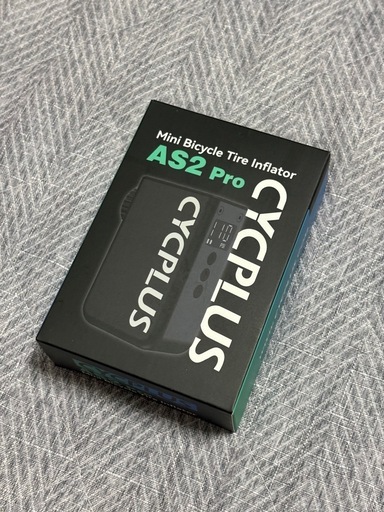 Mini Bicycle Tire Inflator
AS2 Pro
CYCPLUS
CYCPLUS